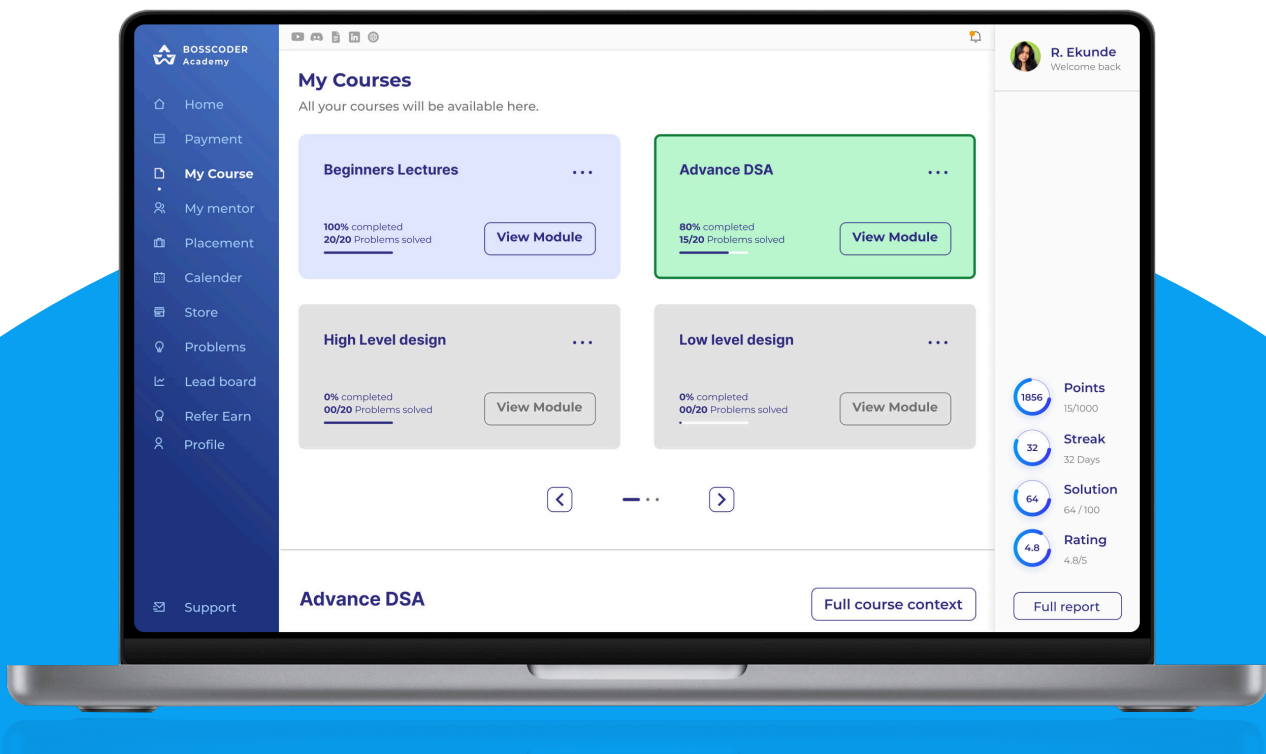 BOSSCODER
Academy
Home
Payment
My Course
My mentor
Placement
Calender
Store
Problems
Lead board
Refer Earn
Profile
Support
My Courses
All your courses will be available here.
Beginners Lectures
100% completed
20/20 Problems solved
View Module
Advance DSA
80% completed
15/20 Problems solved
View Module
High Level design
0% completed
00/20 Problems solved
View Module
Low level design
0% completed
00/20 Problems solved
View Module
Advance DSA
Full course context
R. Ekunde
Welcome back
1856
Points
15/1000
32
Streak
32 Days
64
Solution
64 / 100
4.8
Rating
4.8/5
Full report